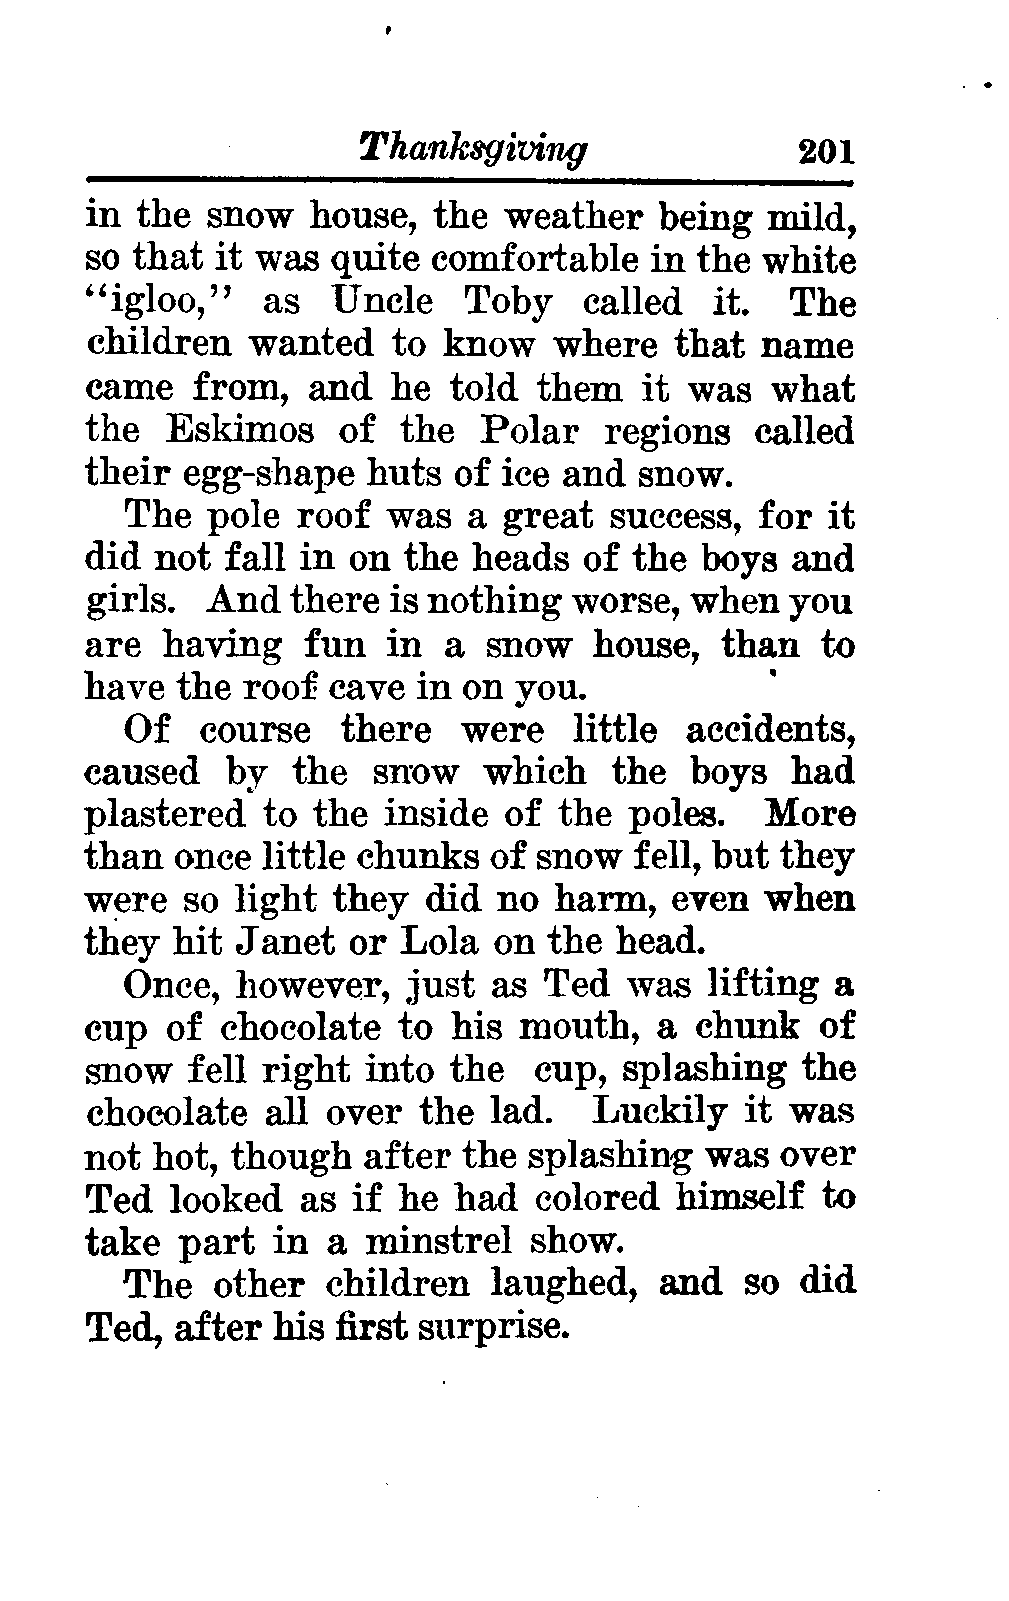 Thanksgiving 201
in the snow house, the weather being mild,
so that it was quite comfortable in the white
“igloo,” as Uncle Toby called it. The
children wanted to know where that name
came from, and he told them it was what
the Eskimos of the Polar regions called
their egg-shape huts of ice and snow.
The pole roof was a great success, for it
did not fall in on the heads of the boys and
girls. And there is nothing worse, when you
are having fun in a snow house, than to
have the roof cave in on you.
Of course there were little accidents,
caused by the snow which the boys had
plastered to the inside of the poles. More
than once little chunks of snow fell, but they
were so light they did no harm, even when
they hit Janet or Lola on the head.
Once, however, just as Ted was lifting a
cup of chocolate to his mouth, a chunk of
snow fell right into the cup, splashing the
chocolate all over the lad. Luckily it was
not hot, though after the splashing was over
Ted looked as if he had colored himself to
take part in a minstrel show.
The other children laughed, and so did
Ted, after his first surprise.